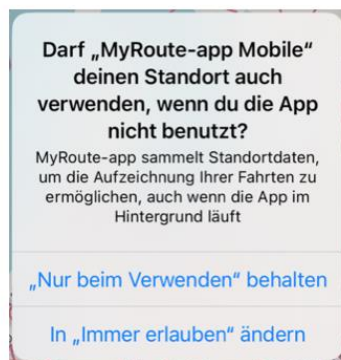 Darf „MyRoute-app Mobile“
deinen Standort auch
verwenden, wenn du die App
nicht benutzt?
MyRoute-app sammelt Standortdaten,
um die Aufzeichnung Ihrer Fahrten zu
ermöglichen, auch wenn die App im
Hintergrund läuft
„Nur beim Verwenden“ behalten
In „Immer erlauben“ ändern